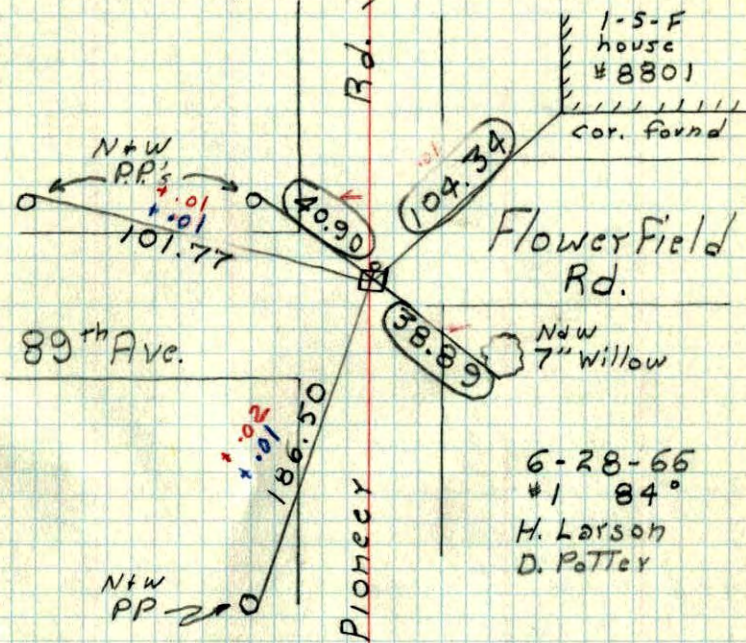 1-S-F
house
#8801
cor. found
Rd.
N+W
P.P.'s
+.01
+.01
101.77
40.90
.01
104.34
Flowerfield
Rd.
38.89
N&W
7" Willow
89th Ave.
+.02
+.01
186.50
6-28-66
#1 84°
H. Larson
D. Potter
N+W
PP
Pioneer